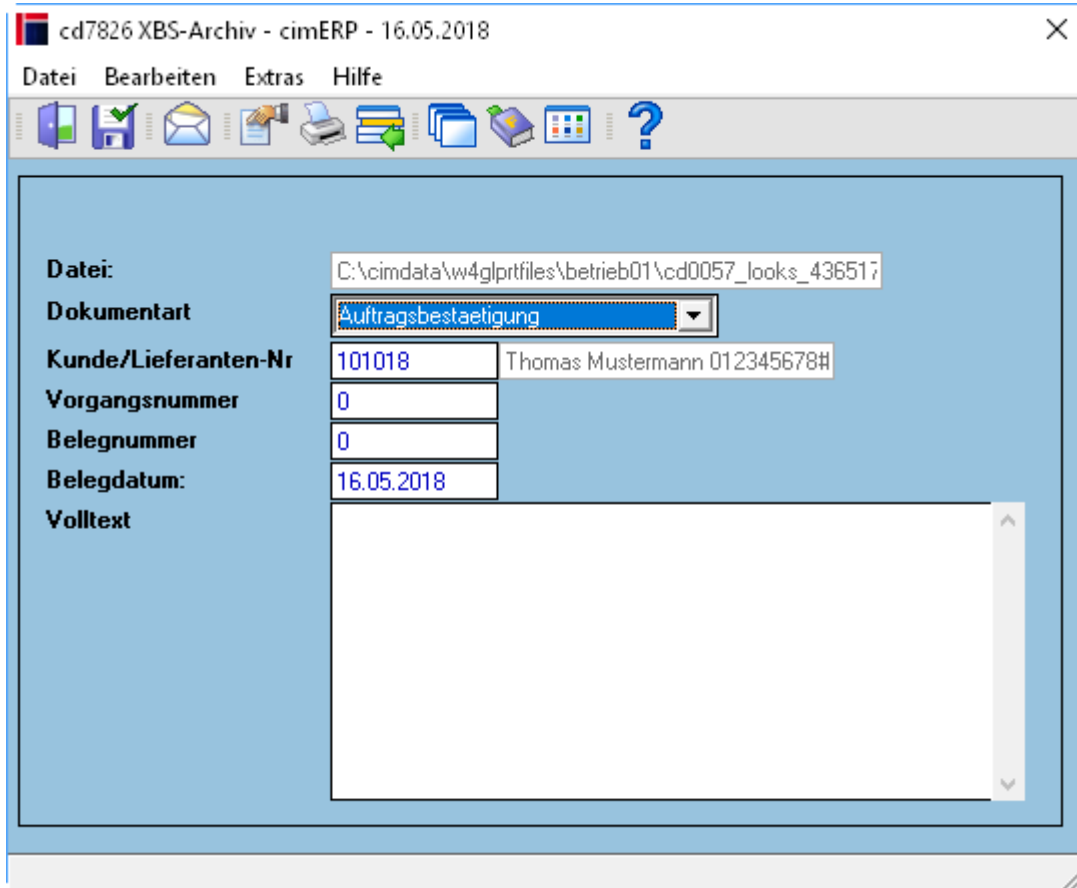 cd7826 XBS-Archiv - cimERP - 16.05.2018
Datei Bearbeiten Extras Hilfe
Datei: C:\cimdata\w4glprtfiles\betrieb01\cd0057_looks_436517
Dokumentart Auftragsbestaetigung
Kunde/Lieferanten-Nr 101018 Thomas Mustermann 012345678#
Vorgangsnummer 0
Belegnummer 0
Belegdatum: 16.05.2018
Volltext